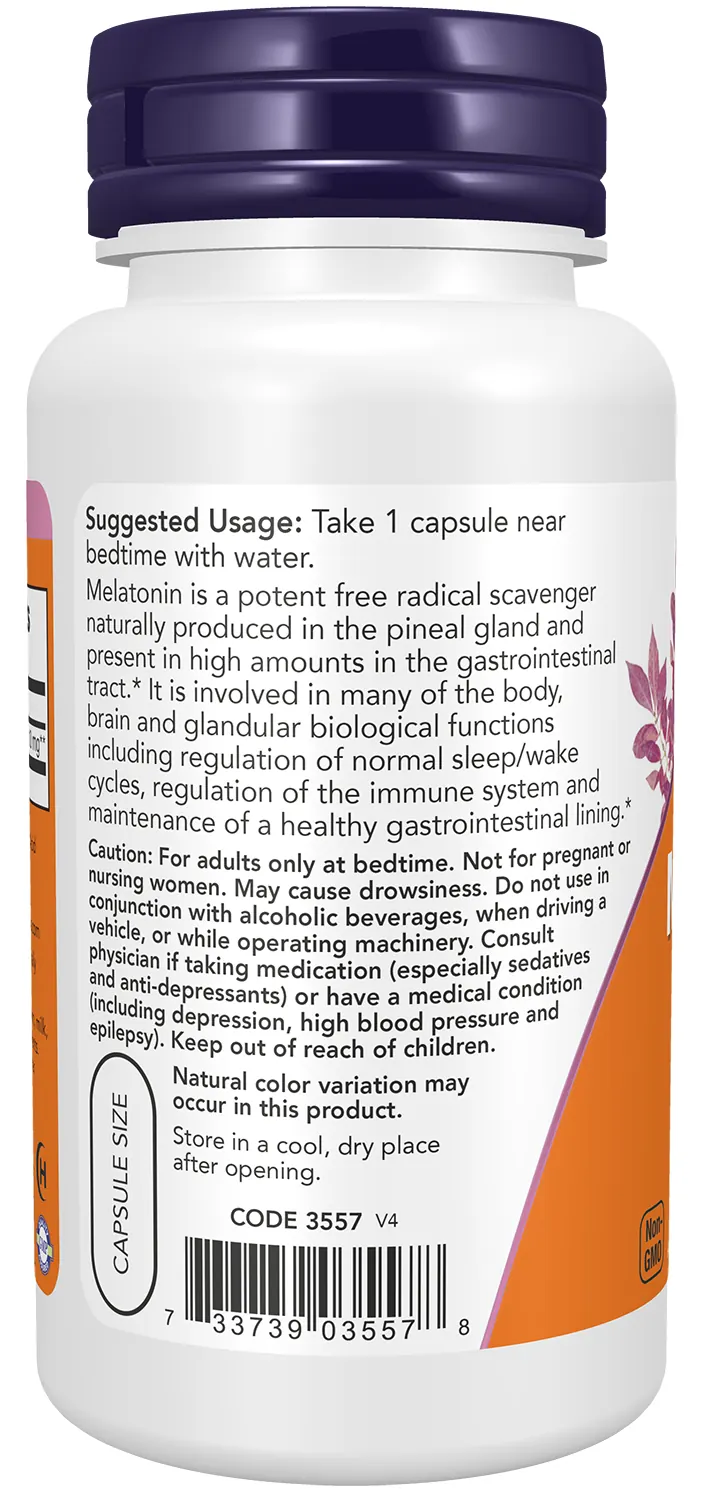 Suggested Usage: Take 1 capsule near
bedtime with water.
Melatonin is a potent free radical scavenger
naturally produced in the pineal gland and
present in high amounts in the gastrointestinal
tract.* It is involved in many of the body,
brain and glandular biological functions
including regulation of normal sleep/wake
cycles, regulation of the immune system and
maintenance of a healthy gastrointestinal lining.*
Caution: For adults only at bedtime. Not for pregnant or
nursing women. May cause drowsiness. Do not use in
conjunction with alcoholic beverages, when driving a
vehicle, or while operating machinery. Consult
physician if taking medication (especially sedatives
and anti-depressants) or have a medical condition
(including depression, high blood pressure and
epilepsy). Keep out of reach of children.
CAPSULE SIZE
Natural color variation may
occur in this product.
Store in a cool, dry place
after opening.
CODE 3557 V4
7 33739 03557 8
Non-
GMO
milk,